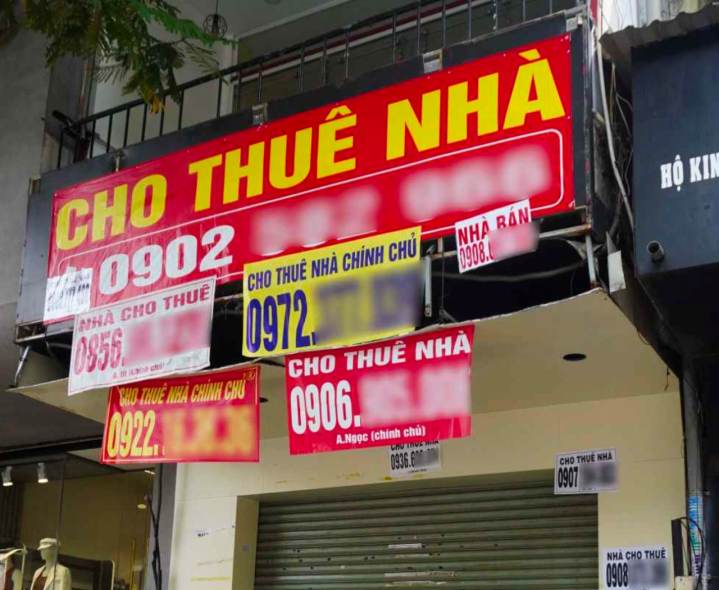 CHO THUÊ NHÀ
0902
NHÀ BÁN
0908.
CHO THUÊ NHÀ CHÍNH CHỦ
0972.
NHÀ CHO THUÊ
0856.
CHO THUÊ NHÀ
0906.
A.Ngọc (chính chủ)
CHO THUÊ NHÀ CHÍNH CHỦ
0922.
CHO THUÊ NHÀ
0936.6
CHO THUÊ NHÀ
0907
NHÀ CHO THUÊ
0908
HỘ KIN